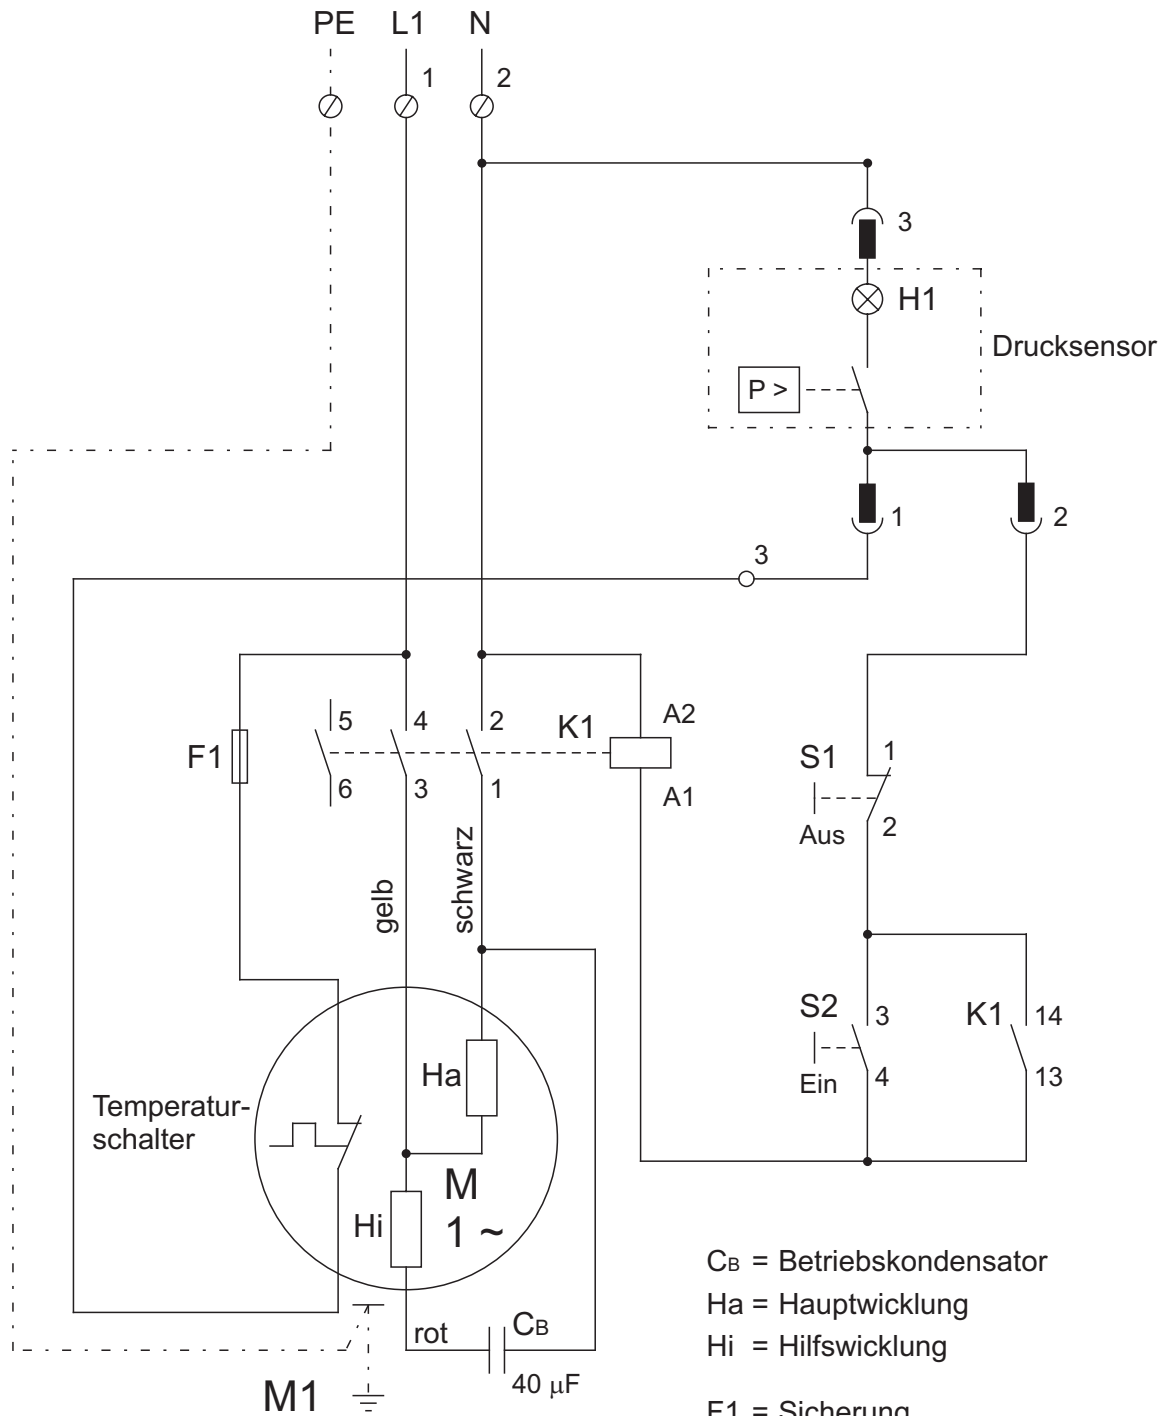 PE L1 N
1 2
3
H1
Drucksensor
P >
1 2
3
5 4 2 K1 A2
F1 S1 1
6 3 1 A1
Aus 2
gelb schwarz
S2 3 K1 14
Ha Ein 4 13
Temperatur-
schalter
M
Hi 1 ~
CB = Betriebskondensator
Ha = Hauptwicklung
rot CB
Hi = Hilfswicklung
40 µF
M1
F1 = Sicherung